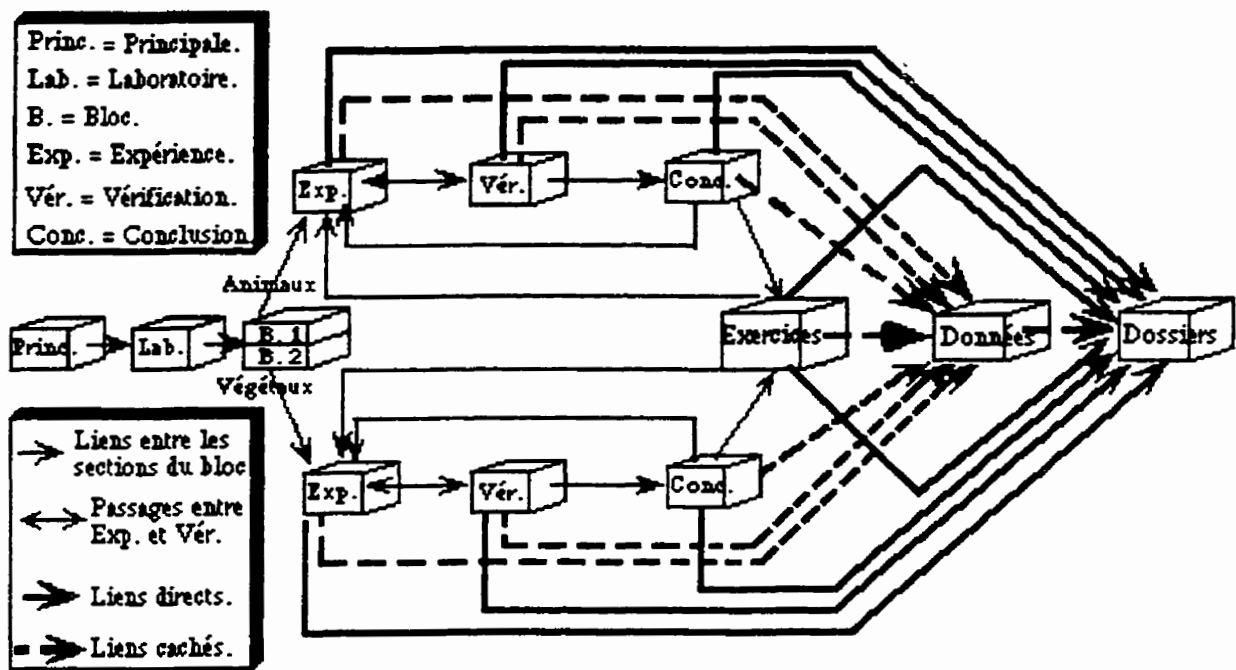 Princ. = Principale.
Lab. = Laboratoire.
B. = Bloc.
Exp. = Expérience.
Vér. = Vérification.
Conc. = Conclusion.
Exp.
Vér.
Conc.
Animaux
Princ.
Lab.
B.1
B.2
Exercices
Données
Dossiers
Végétaux
Exp.
Vér.
Conc.
Liens entre les
sections du bloc
Passages entre
Exp. et Vér.
Liens directs.
Liens cachés.